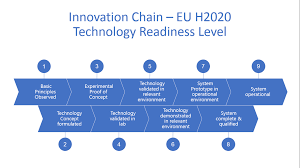 Innovation Chain – EU H2020
Technology Readiness Level
1
3
5
7
9
Basic
Principles
Observed
Experimental
Proof of
Concept
Technology
validated in
relevant
environment
System
Prototype in
operational
environment
System
operational
Technology
Concept
formulated
Technology
validated in
lab
Technology
demonstrated
in relevant
environment
System
complete &
qualified
2
4
6
8